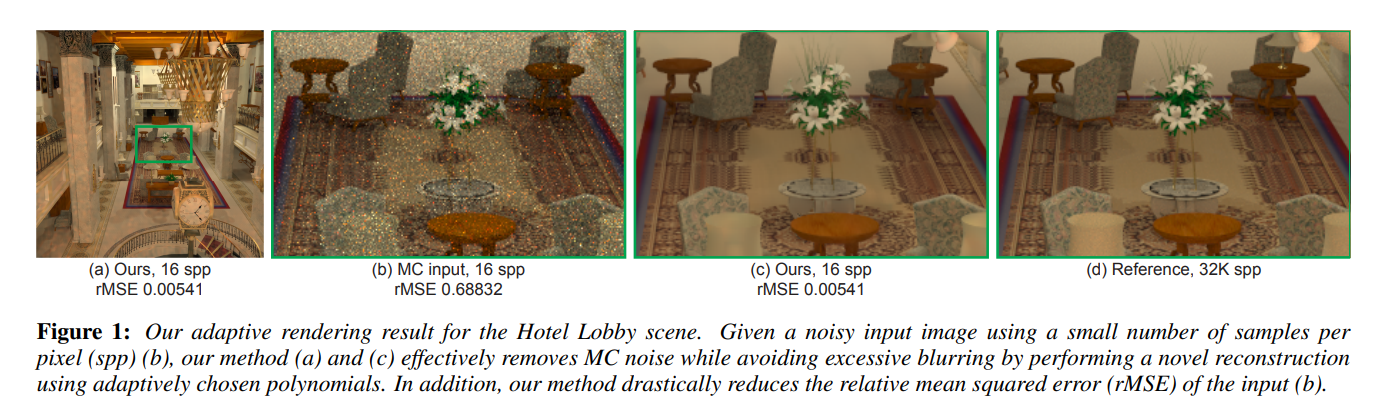 (a) Ours, 16 spp
rMSE 0.00541
(b) MC input, 16 spp
rMSE 0.68832
(c) Ours, 16 spp
rMSE 0.00541
(d) Reference, 32K spp
Figure 1: Our adaptive rendering result for the Hotel Lobby scene. Given a noisy input image using a small number of samples per
pixel (spp) (b), our method (a) and (c) effectively removes MC noise while avoiding excessive blurring by performing a novel reconstruction
using adaptively chosen polynomials. In addition, our method drastically reduces the relative mean squared error (rMSE) of the input (b).